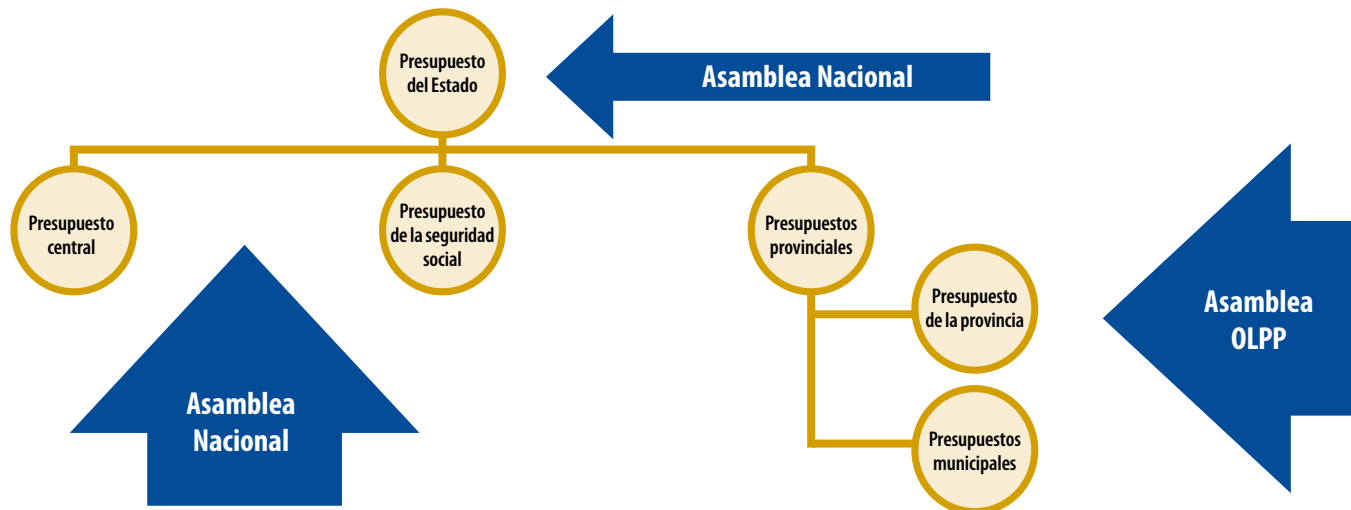 Presupuesto
del Estado
Asamblea Nacional
Presupuesto
central
Presupuesto
de la seguridad
social
Presupuestos
provinciales
Presupuesto
de la provincia
Asamblea
OLPP
Asamblea
Nacional
Presupuestos
municipales